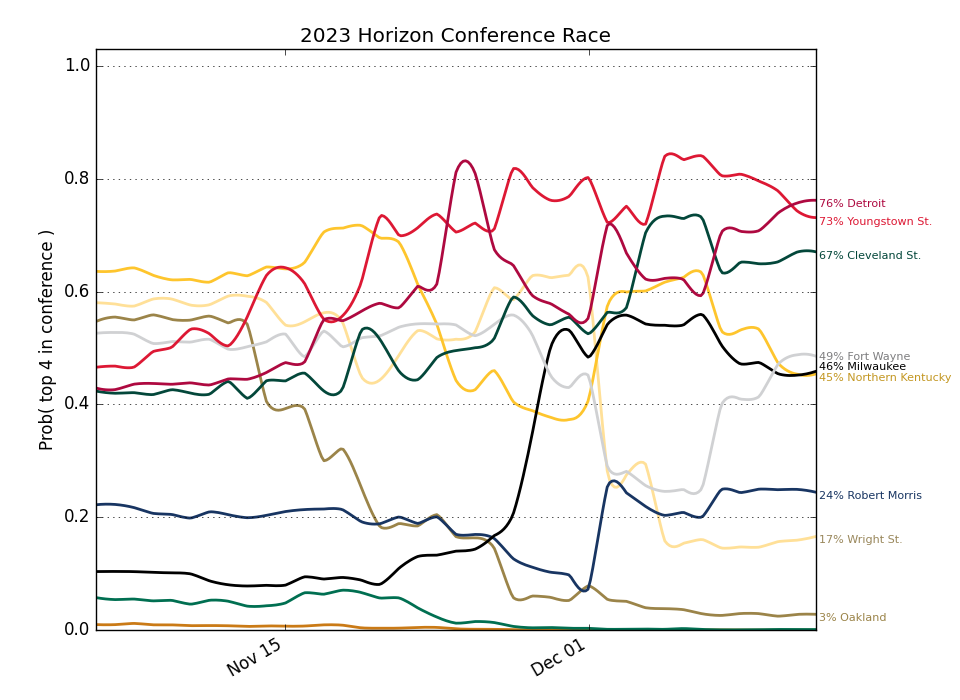 2023 Horizon Conference Race
Prob( top 4 in conference )
1.0
0.8
0.6
0.4
0.2
0.0
Nov 15
Dec 01
76% Detroit
73% Youngstown St.
67% Cleveland St.
49% Fort Wayne
46% Milwaukee
45% Northern Kentucky
24% Robert Morris
17% Wright St.
3% Oakland